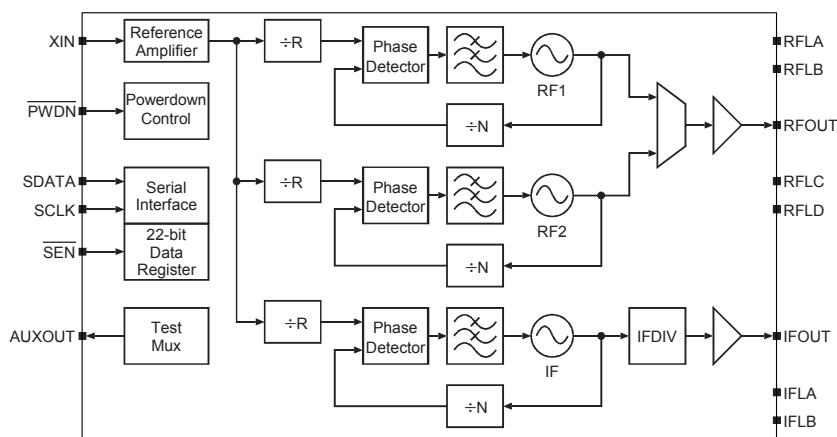 XIN
Reference
Amplifier
÷R
Phase
Detector
RF1
÷N
RFLA
RFLB
PWDN
Powerdown
Control
RFOUT
SDATA
SCLK
Serial
Interface
÷R
Phase
Detector
RF2
÷N
RFLC
RFLD
SEN
22-bit
Data
Register
AUXOUT
Test
Mux
÷R
Phase
Detector
IF
÷N
IFDIV
IFOUT
IFLA
IFLB